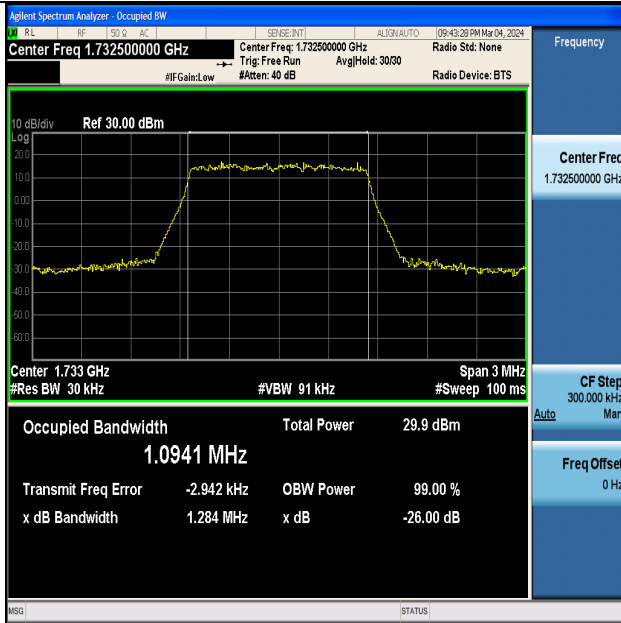 Agilent Spectrum Analyzer - Occupied BW
RL RF 50 Ω AC SENSE:INT ALIGN AUTO 09:43:28 PM Mar 04, 2024
Center Freq 1.732500000 GHz
Center Freq: 1.732500000 GHz
Radio Std: None
Trig: Free Run Avg|Hold: 30/30
#IFGain:Low
#Atten: 40 dB
Radio Device: BTS
10 dB/div Ref 30.00 dBm
Log
20.0
10.0
0.00
-10.0
-20.0
-30.0
-40.0
-50.0
-60.0
Center 1.733 GHz
Span 3 MHz
#Res BW 30 kHz
#VBW 91 kHz
#Sweep 100 ms
Occupied Bandwidth
Total Power 29.9 dBm
1.0941 MHz
Transmit Freq Error -2.942 kHz
OBW Power 99.00 %
x dB Bandwidth 1.284 MHz
x dB -26.00 dB
Frequency
Center Freq
1.732500000 GHz
CF Step
300.000 kHz
Auto Man
Freq Offset
0 Hz
MSG STATUS